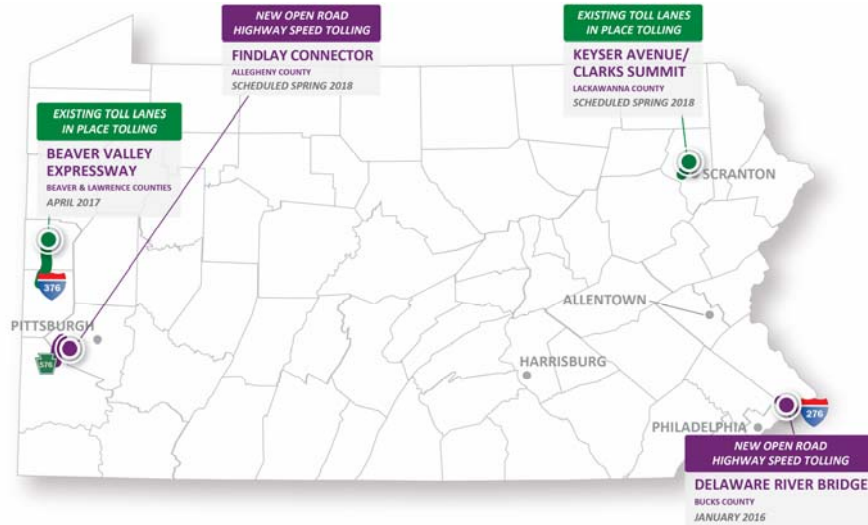 NEW OPEN ROAD
HIGHWAY SPEED TOLLING
FINDLAY CONNECTOR
ALLEGHENY COUNTY
SCHEDULED SPRING 2018
EXISTING TOLL LANES
IN PLACE TOLLING
KEYSER AVENUE/
CLARKS SUMMIT
LACKAWANNA COUNTY
SCHEDULED SPRING 2018
EXISTING TOLL LANES
IN PLACE TOLLING
BEAVER VALLEY
EXPRESSWAY
BEAVER & LAWRENCE COUNTIES
APRIL 2017
SCRANTON
376
ALLENTOWN
PITTSBURGH
576
HARRISBURG
276
PHILADELPHIA
NEW OPEN ROAD
HIGHWAY SPEED TOLLING
DELAWARE RIVER BRIDGE
BUCKS COUNTY
JANUARY 2016